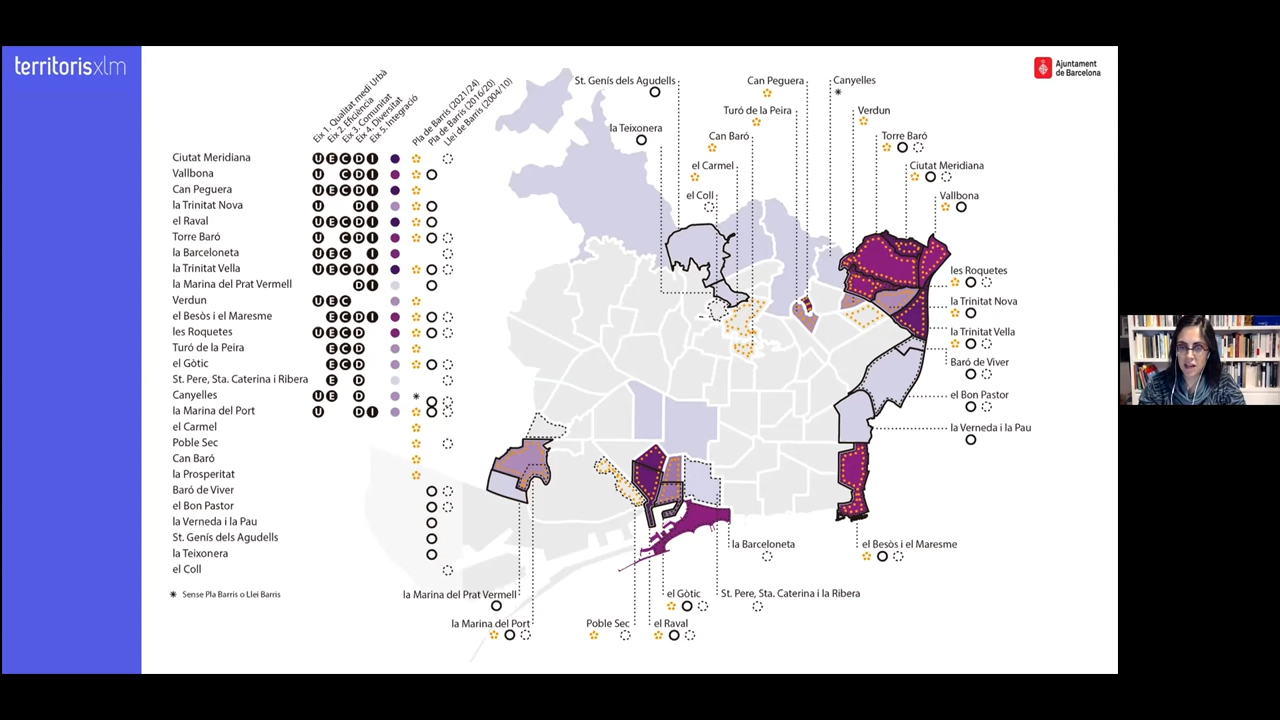 territorisxlm
Ajuntament
de Barcelona
Eix 1. Qualitat medi Urbà
Eix 2. Eficiència
Eix 3. Comunitat
Eix 4. Diversitat
Eix 5. Integració
Pla de Barris (2021/24)
Pla de Barris (2016/20)
Llei de Barris (2004/10)
Ciutat Meridiana U E C D I
Vallbona U C D I
Can Peguera U E C D I
la Trinitat Nova U D I
el Raval U E C D I
Torre Baró U C D I
la Barceloneta U E C I
la Trinitat Vella U E C D I
la Marina del Prat Vermell D I
Verdun U E C
el Besòs i el Maresme E C D I
les Roquetes U E C D
Turó de la Peira E C D
el Gòtic E C D
St. Pere, Sta. Caterina i Ribera E D
Canyelles U E D *
la Marina del Port U D I
el Carmel
Poble Sec
Can Baró
la Prosperitat
Baró de Viver
el Bon Pastor
la Verneda i la Pau
St. Genís dels Agudells
la Teixonera
el Coll
* Sense Pla Barris o Llei Barris
St. Genís dels Agudells
la Teixonera
Can Peguera
Turó de la Peira
Can Baró
el Carmel
el Coll
Canyelles
*
Verdun
Torre Baró
Ciutat Meridiana
Vallbona
les Roquetes
la Trinitat Nova
la Trinitat Vella
Baró de Viver
el Bon Pastor
la Verneda i la Pau
el Besòs i el Maresme
la Barceloneta
la Marina del Prat Vermell
el Gòtic
St. Pere, Sta. Caterina i la Ribera
la Marina del Port
Poble Sec
el Raval